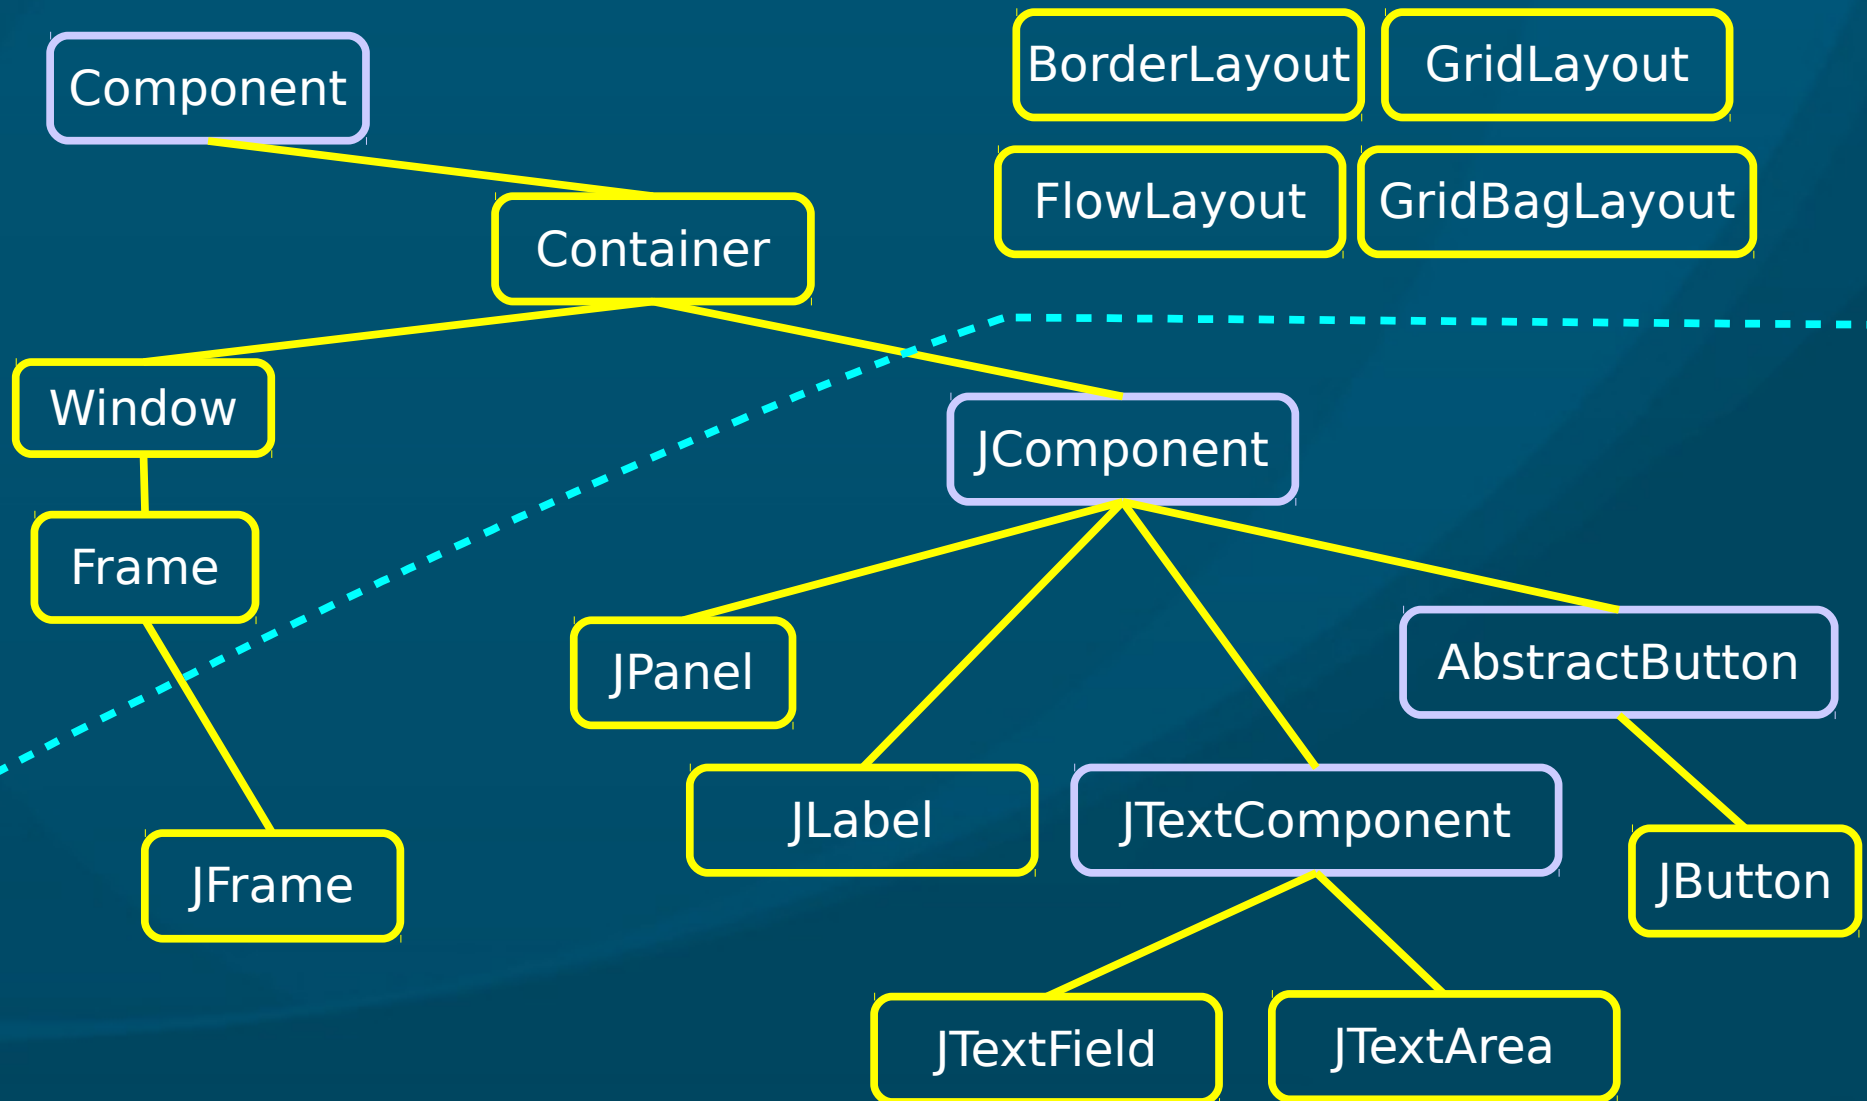 BorderLayout
GridLayout
Component
FlowLayout
GridBagLayout
Container
Window
JComponent
Frame
JPanel
AbstractButton
JLabel
JTextComponent
JFrame
JButton
JTextField
JTextArea